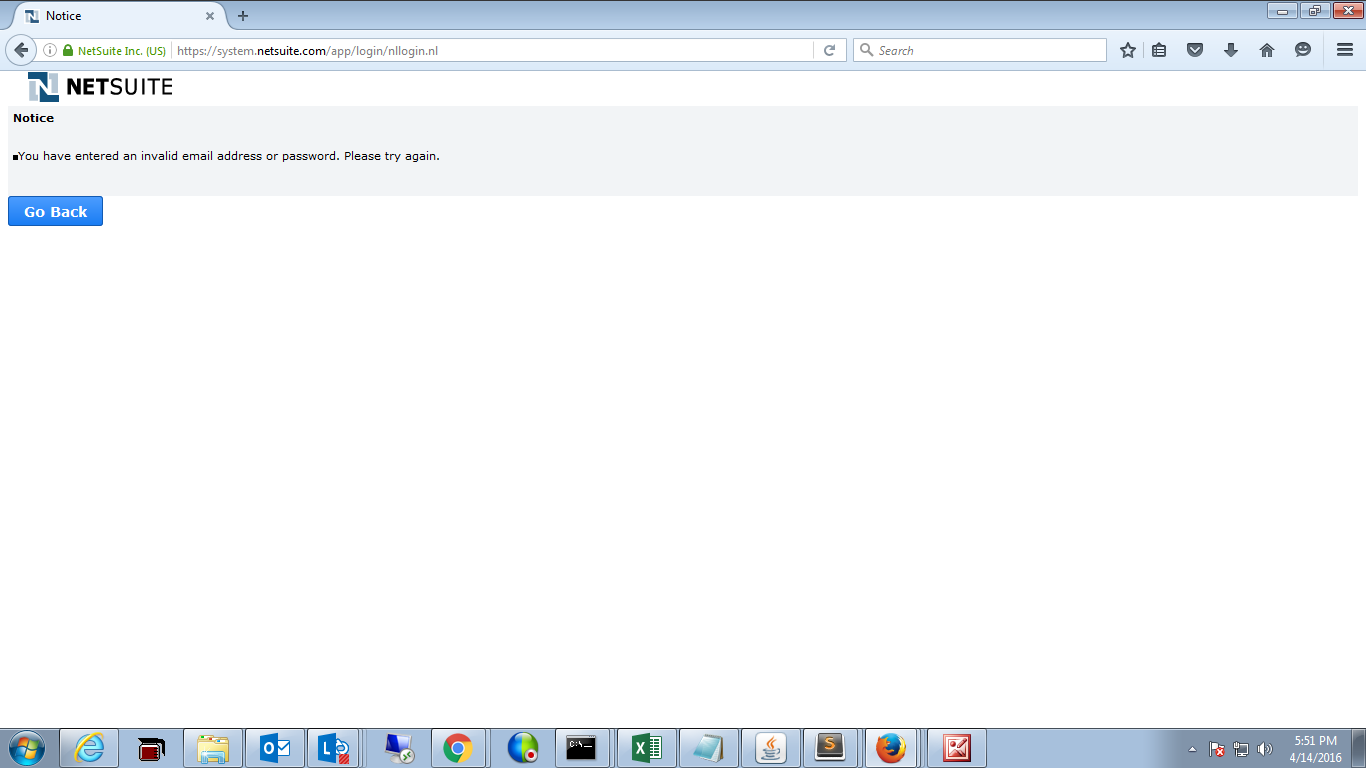 Notice
NetSuite Inc. (US)
https://system.netsuite.com/app/login/nllogin.nl
Search
NETSUITE
Notice
You have entered an invalid email address or password. Please try again.
Go Back
C:\
5:51 PM
4/14/2016